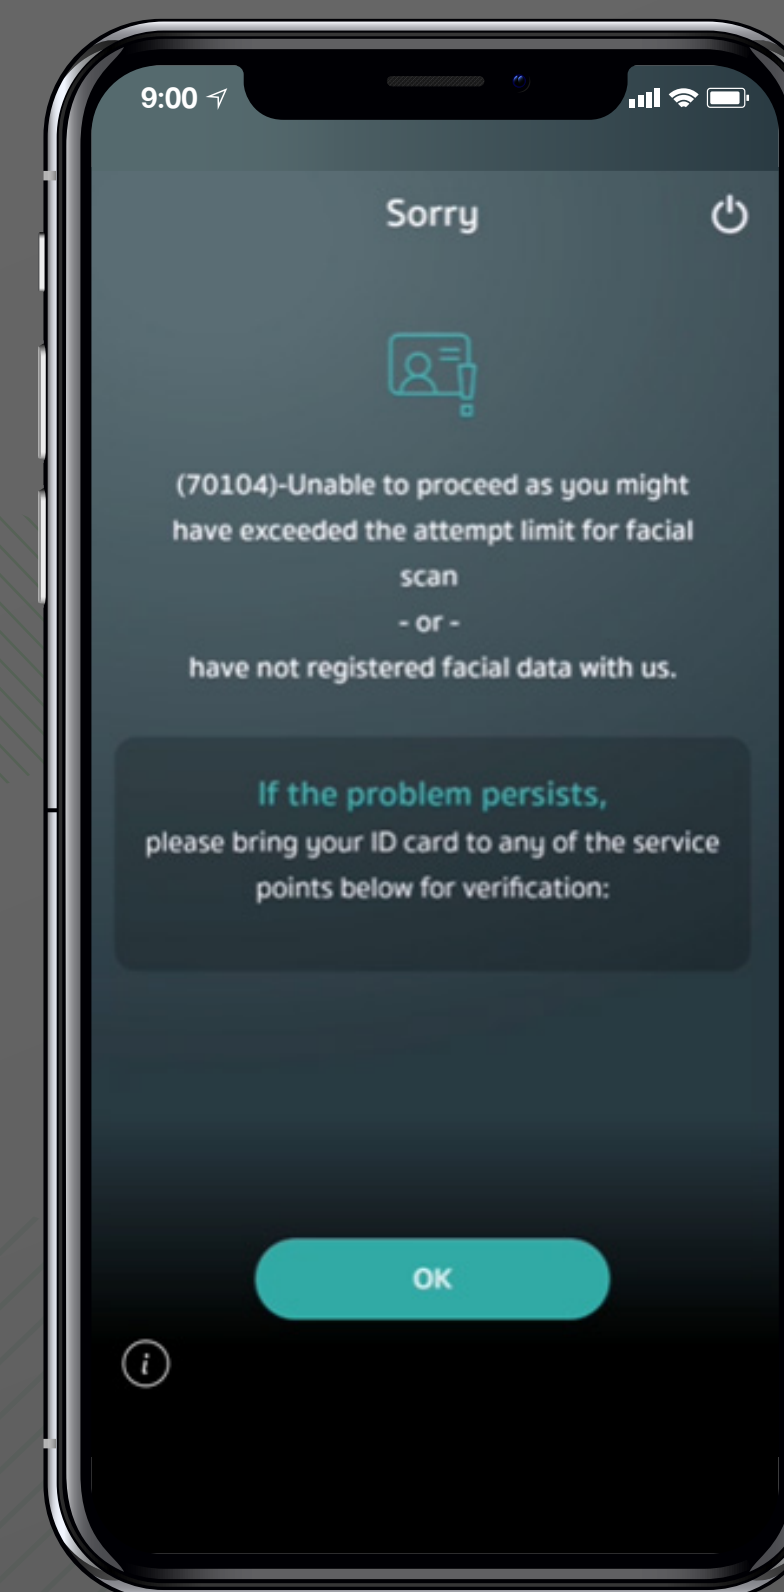 9:00
Sorry
(70104)-Unable to proceed as you might
have exceeded the attempt limit for facial
scan
- or -
have not registered facial data with us.
If the problem persists,
please bring your ID card to any of the service
points below for verification:
OK
i